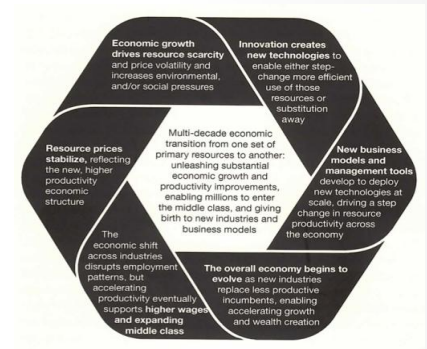 Economic growth
drives resource scarcity
and price volatility and
increases environmental,
and/or social pressures
Innovation creates
new technologies to
enable either step-
change more efficient
use of those
resources or
substitution
away
New business
models and
management tools
develop to deploy
new technologies at
scale, driving a step
change in resource
productivity across
the economy
The overall economy begins to
evolve as new industries
replace less productive
incumbents, enabling
accelerating growth
and wealth creation
The
economic shift
across industries
disrupts employment
patterns, but
accelerating
productivity eventually
supports higher wages
and expanding
middle class
Resource prices
stabilize, reflecting
the new, higher
productivity
economic
structure
Multi-decade economic
transition from one set of
primary resources to another:
unleashing substantial
economic growth and
productivity improvements,
enabling millions to enter
the middle class, and giving
birth to new industries and
business models